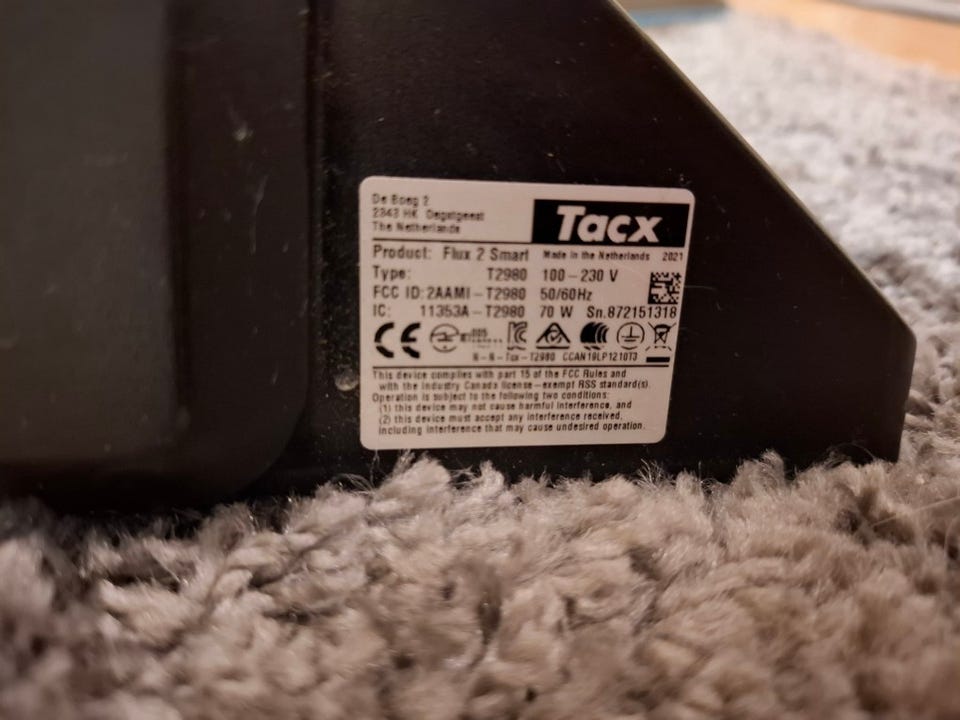 De Boeg 2
2343 HK Oegstgeest
The Netherlands
Tacx
Product: Flux 2 Smart Made in the Netherlands 2021
Type: T2980 100-230 V
FCC ID: 2AAMI-T2980 50/60Hz
IC: 11353A-T2980 70 W Sn.872151318
CE
T2980 CCAN19LP1210T3
This device complies with part 15 of the FCC Rules and
with the Industry Canada license-exempt RSS standard(s).
Operation is subject to the following two conditions:
(1) this device may not cause harmful interference, and
(2) this device must accept any interference received,
including interference that may cause undesired operation.